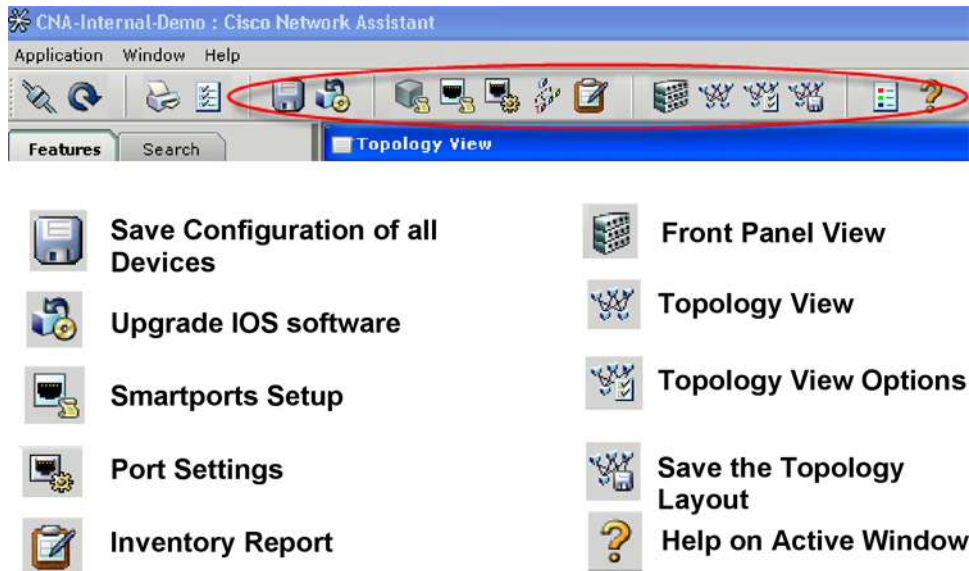 CNA-Internal-Demo : Cisco Network Assistant
Application Window Help
Features Search Topology View
Save Configuration of all
Devices
Upgrade IOS software
Smartports Setup
Port Settings
Inventory Report
Front Panel View
Topology View
Topology View Options
Save the Topology
Layout
Help on Active Window